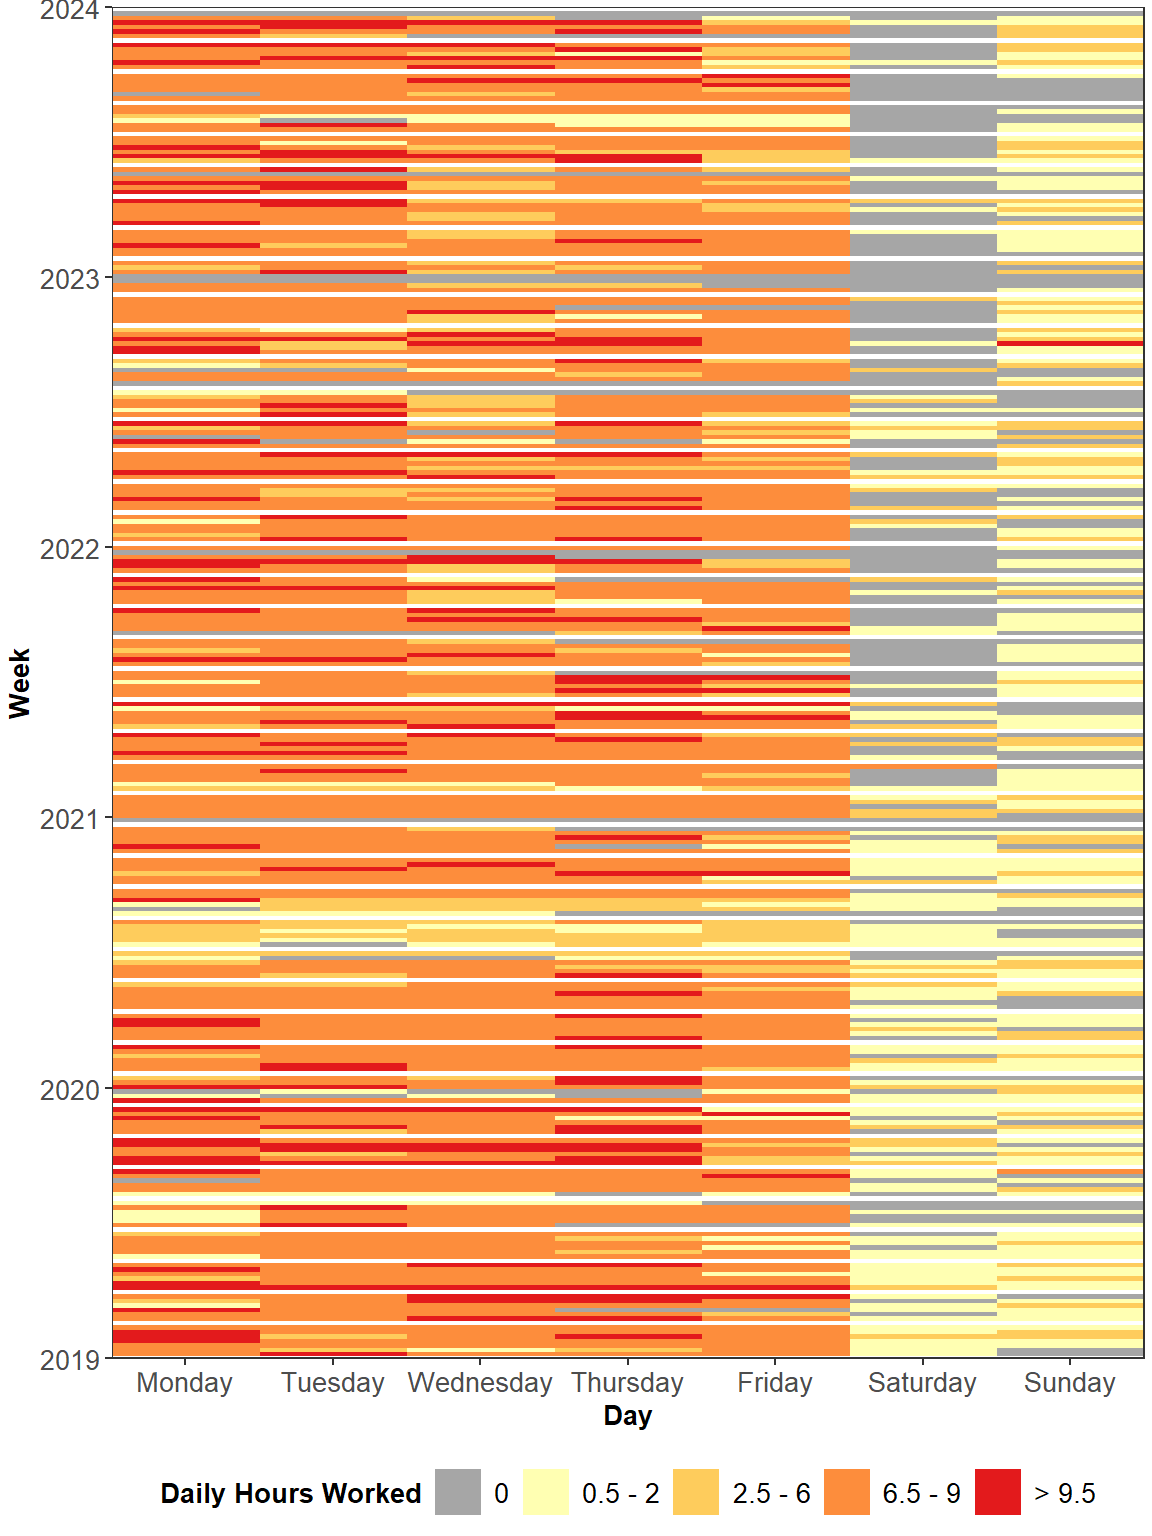 2024
2023
2022
2021
2020
2019
Week
Monday Tuesday Wednesday Thursday Friday Saturday Sunday
Day
Daily Hours Worked 0 0.5 - 2 2.5 - 6 6.5 - 9 > 9.5